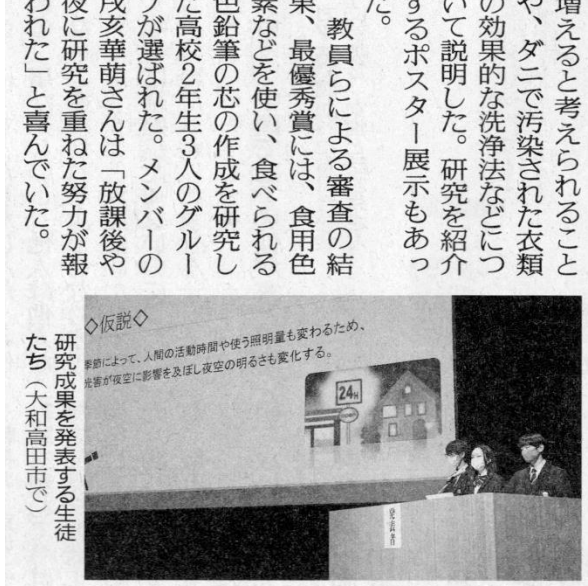 増えると考えられること
や、ダニで汚染された衣類
の効果的な洗浄法などにつ
いて説明した。研究を紹介
するポスター展示もあっ
た。
教員らによる審査の結
果、最優秀賞には、食用色
素などを使い、食べられる
色鉛筆の芯の作成を研究し
た高校2年生3人のグルー
プが選ばれた。メンバーの
戌亥華萌さんは「放課後や
夜に研究を重ねた努力が報
われた」と喜んでいた。
◇仮説◇
季節によって、人間の活動時間や使う照明量も変わるため、
光害が夜空に影響を及ぼし夜空の明るさも変化する。
24H
発表者
研究成果を発表する生徒
たち（大和高田市で）